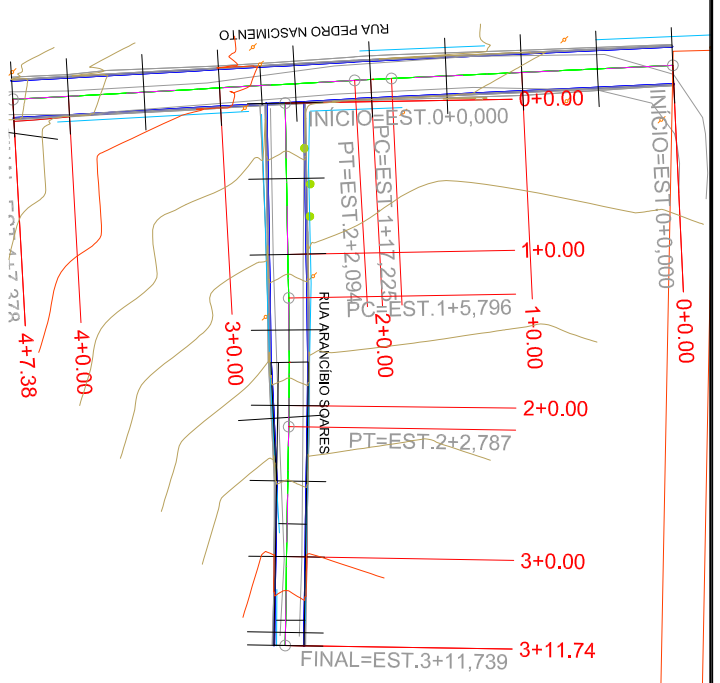 RUA PEDRO NASCIMENTO
0+0.00
INÍCIO=EST.0+0,000
INÍCIO=EST.0+0,000
PC=EST.1+17,225
PT=EST.2+2,094
1+0.00
PC=EST.1+5,796
RUA ARANCÍBIO SOARES
0+0.00
1+0.00
2+0.00
3+0.00
4+0.00
4+7.38
2+0.00
PT=EST.2+2,787
3+0.00
3+11.74
FINAL=EST.3+11,739